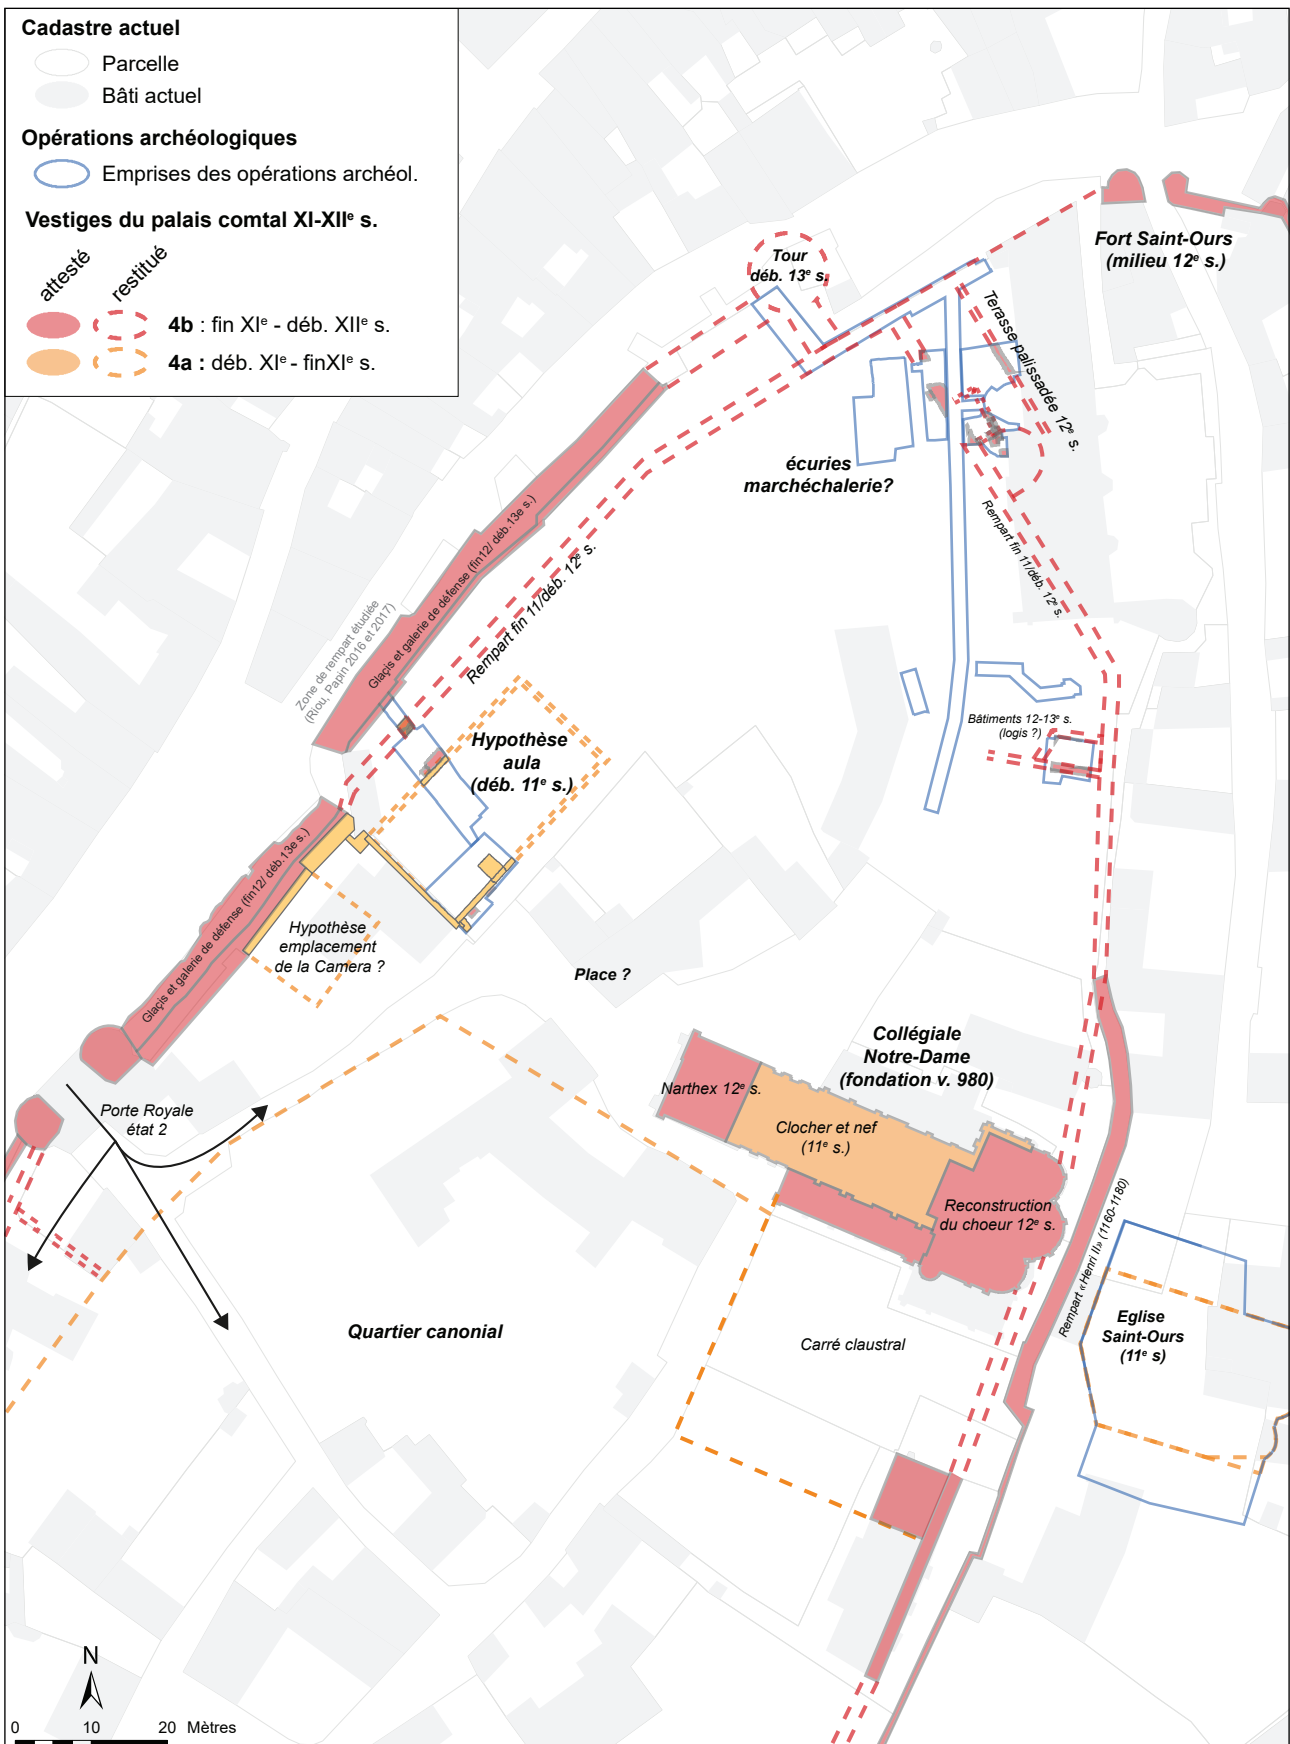 Cadastre actuel
Parcelle
Bâti actuel
Opérations archéologiques
Emprises des opérations archéol.
Vestiges du palais comtal XI-XIIᵉ s.
attesté
restitué
4b : fin XIᵉ - déb. XIIᵉ s.
4a : déb. XIᵉ - finXIᵉ s.
Fort Saint-Ours
(milieu 12ᵉ s.)
Tour
déb. 13ᵉ s.
Terasse palissadée 12ᵉ s.
écuries
marchéchalerie?
Rempart fin 11/déb. 12ᵉ s.
Glaçis et galerie de défense (fin12/ déb.13e s.)
Rempart fin 11/déb. 12ᵉ s.
Zone de rempart étudiée
(Riou, Papin 2016 et 2017)
Bâtiments 12-13ᵉ s.
(logis ?)
Hypothèse
aula
(déb. 11ᵉ s.)
Glaçis et galerie de défense (fin12/ déb.13e s.)
Hypothèse
emplacement
de la Camera ?
Place ?
Collégiale
Notre-Dame
(fondation v. 980)
Narthex 12ᵉ s.
Clocher et nef
(11ᵉ s.)
Porte Royale
état 2
Reconstruction
du choeur 12ᵉ s.
Rempart «Henri II» (1160-1180)
Eglise
Saint-Ours
(11ᵉ s)
Quartier canonial
Carré claustral
N
0 10 20 Mètres